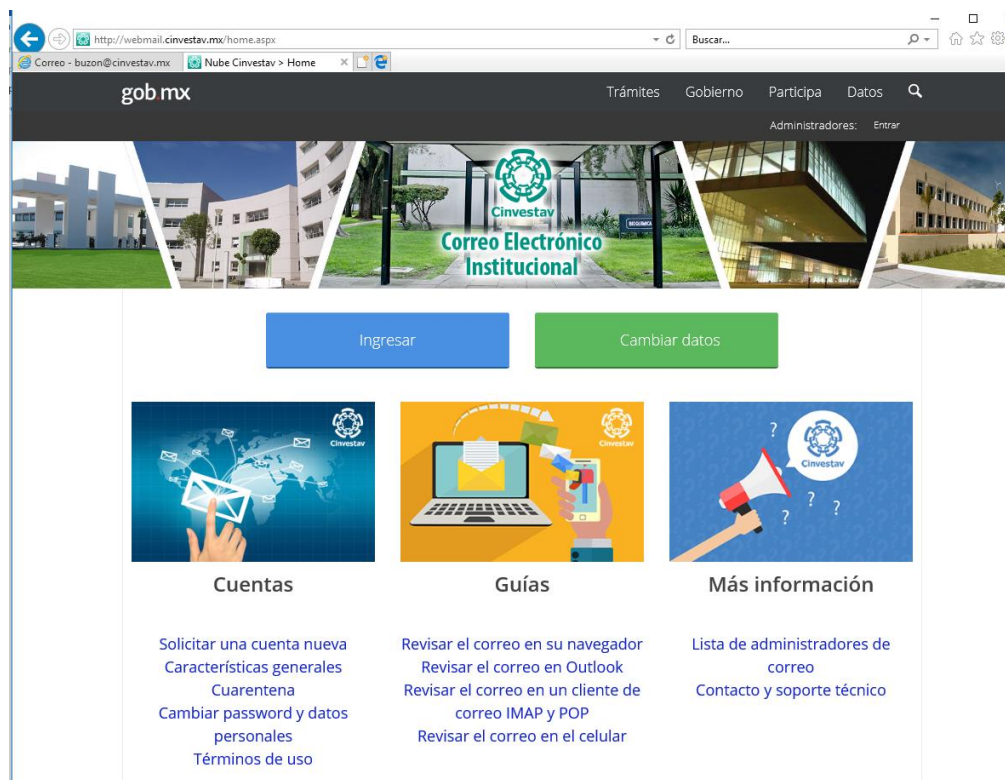 http://webmail.cinvestav.mx/home.aspx
Buscar...
Correo - buzon@cinvestav.mx
Nube Cinvestav > Home
gob.mx
Trámites Gobierno Participa Datos
Administradores: Entrar
Cinvestav
Correo Electrónico
Institucional
BIOQUIMICA
Ingresar
Cambiar datos
Cinvestav
Cinvestav
Cinvestav
? ? ? ?
Cuentas
Solicitar una cuenta nueva
Características generales
Cuarentena
Cambiar password y datos
personales
Términos de uso
Guías
Revisar el correo en su navegador
Revisar el correo en Outlook
Revisar el correo en un cliente de
correo IMAP y POP
Revisar el correo en el celular
Más información
Lista de administradores de
correo
Contacto y soporte técnico